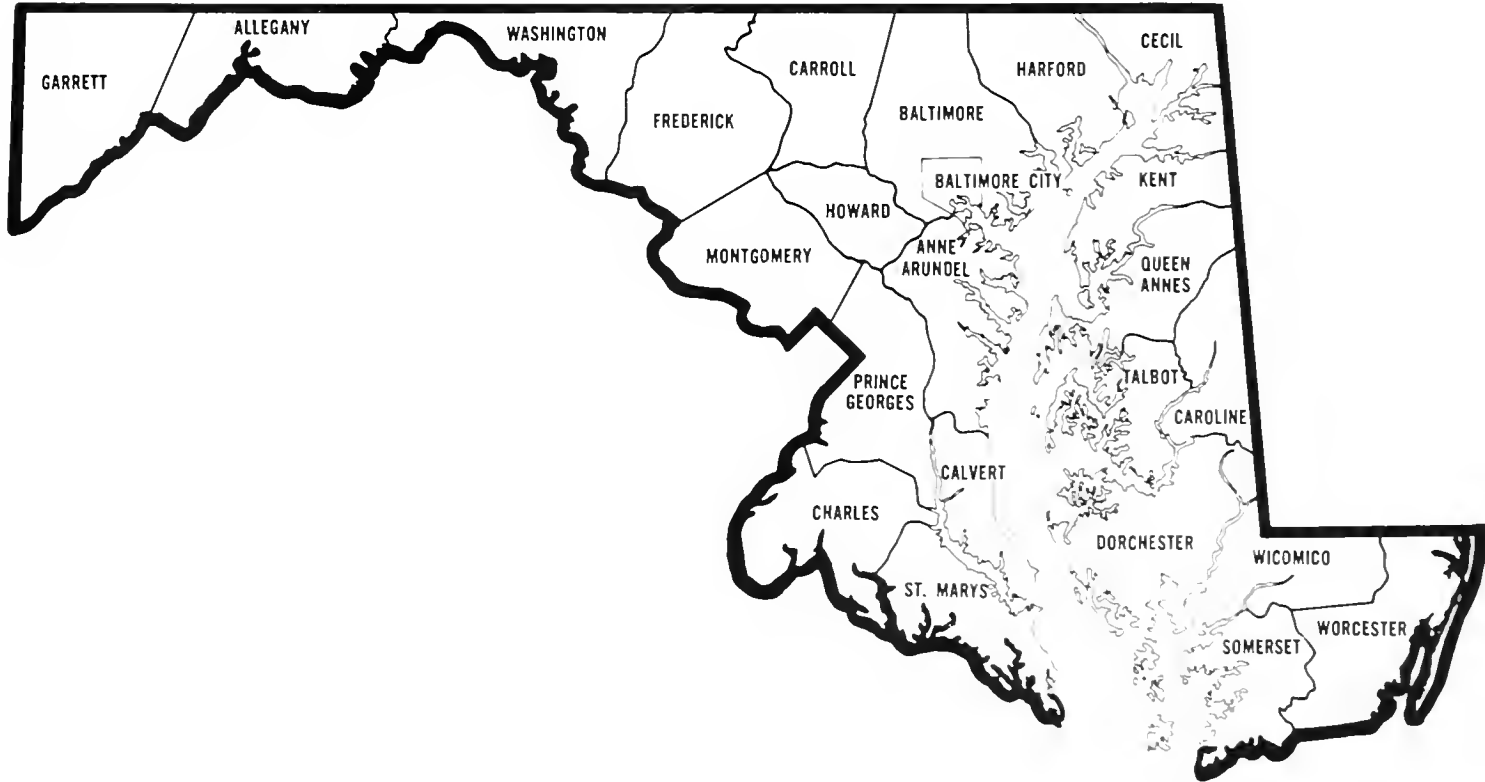 ALLEGANY
WASHINGTON
CECIL
GARRETT
CARROLL
HARFORD
FREDERICK
BALTIMORE
BALTIMORE CITY
KENT
HOWARD
MONTGOMERY
ANNE
ARUNDEL
QUEEN
ANNES
TALBOT
PRINCE
GEORGES
CAROLINE
CALVERT
CHARLES
DORCHESTER
WICOMICO
ST. MARYS
WORCESTER
SOMERSET